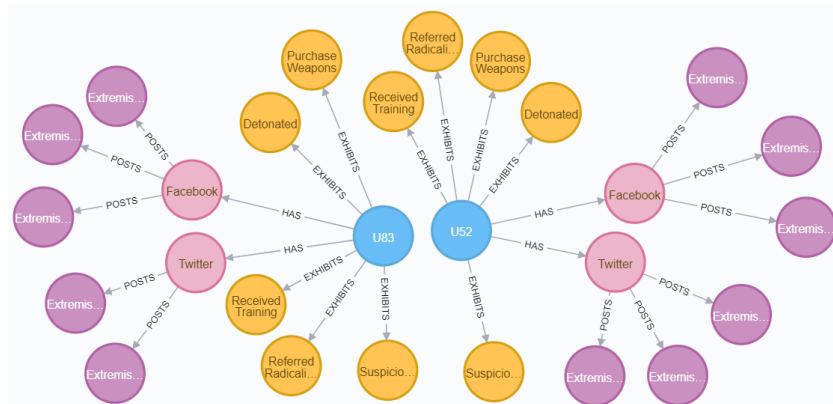 Referred
Radicali...
Purchase
Weapons
Purchase
Weapons
Extremis...
Extremis...
Received
Training
Detonated
Detonated
Extremis...
Extremis...
POSTS
POSTS
POSTS
EXHIBITS
EXHIBITS
EXHIBITS
EXHIBITS
EXHIBITS
EXHIBITS
POSTS
POSTS
POSTS
Facebook
Facebook
Extremis...
Extremis...
Extremis...
HAS
HAS
U83
U52
HAS
HAS
Twitter
Twitter
EXHIBITS
EXHIBITS
EXHIBITS
EXHIBITS
POSTS
POSTS
POSTS
POSTS
POSTS
Extremis...
Received
Training
Extremis...
Extremis...
Referred
Radicali...
Suspicio...
Suspicio...
Extremis...
Extremis...